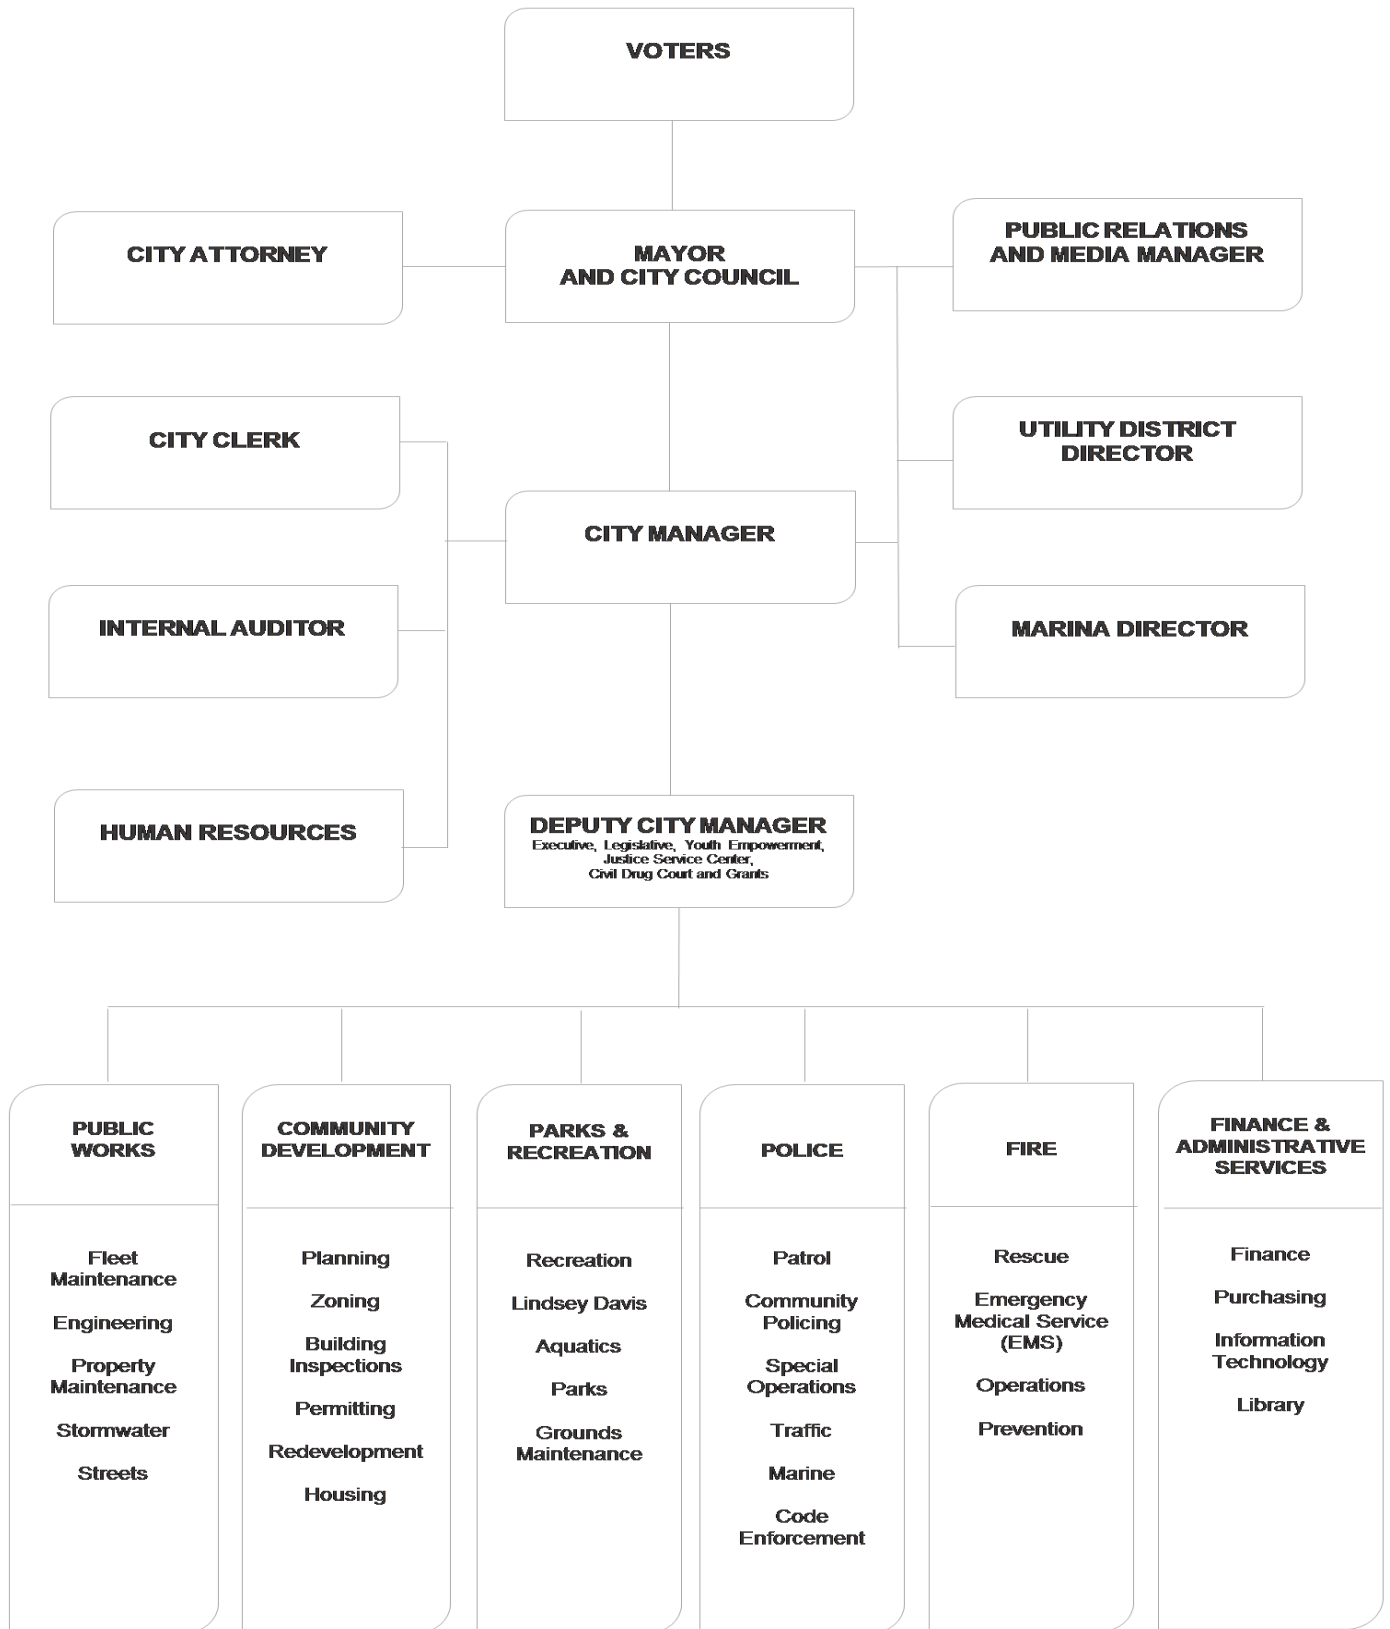 VOTERS
CITY ATTORNEY
MAYOR
AND CITY COUNCIL
PUBLIC RELATIONS
AND MEDIA MANAGER
CITY CLERK
UTILITY DISTRICT
DIRECTOR
CITY MANAGER
INTERNAL AUDITOR
MARINA DIRECTOR
HUMAN RESOURCES
DEPUTY CITY MANAGER
Executive, Legislative, Youth Empowerment,
Justice Service Center,
Civil Drug Court and Grants
PUBLIC
WORKS
Fleet
Maintenance
Engineering
Property
Maintenance
Stormwater
Streets
COMMUNITY
DEVELOPMENT
Planning
Zoning
Building
Inspections
Permitting
Redevelopment
Housing
PARKS &
RECREATION
Recreation
Lindsey Davis
Aquatics
Parks
Grounds
Maintenance
POLICE
Patrol
Community
Policing
Special
Operations
Traffic
Marine
Code
Enforcement
FIRE
Rescue
Emergency
Medical Service
(EMS)
Operations
Prevention
FINANCE &
ADMINISTRATIVE
SERVICES
Finance
Purchasing
Information
Technology
Library